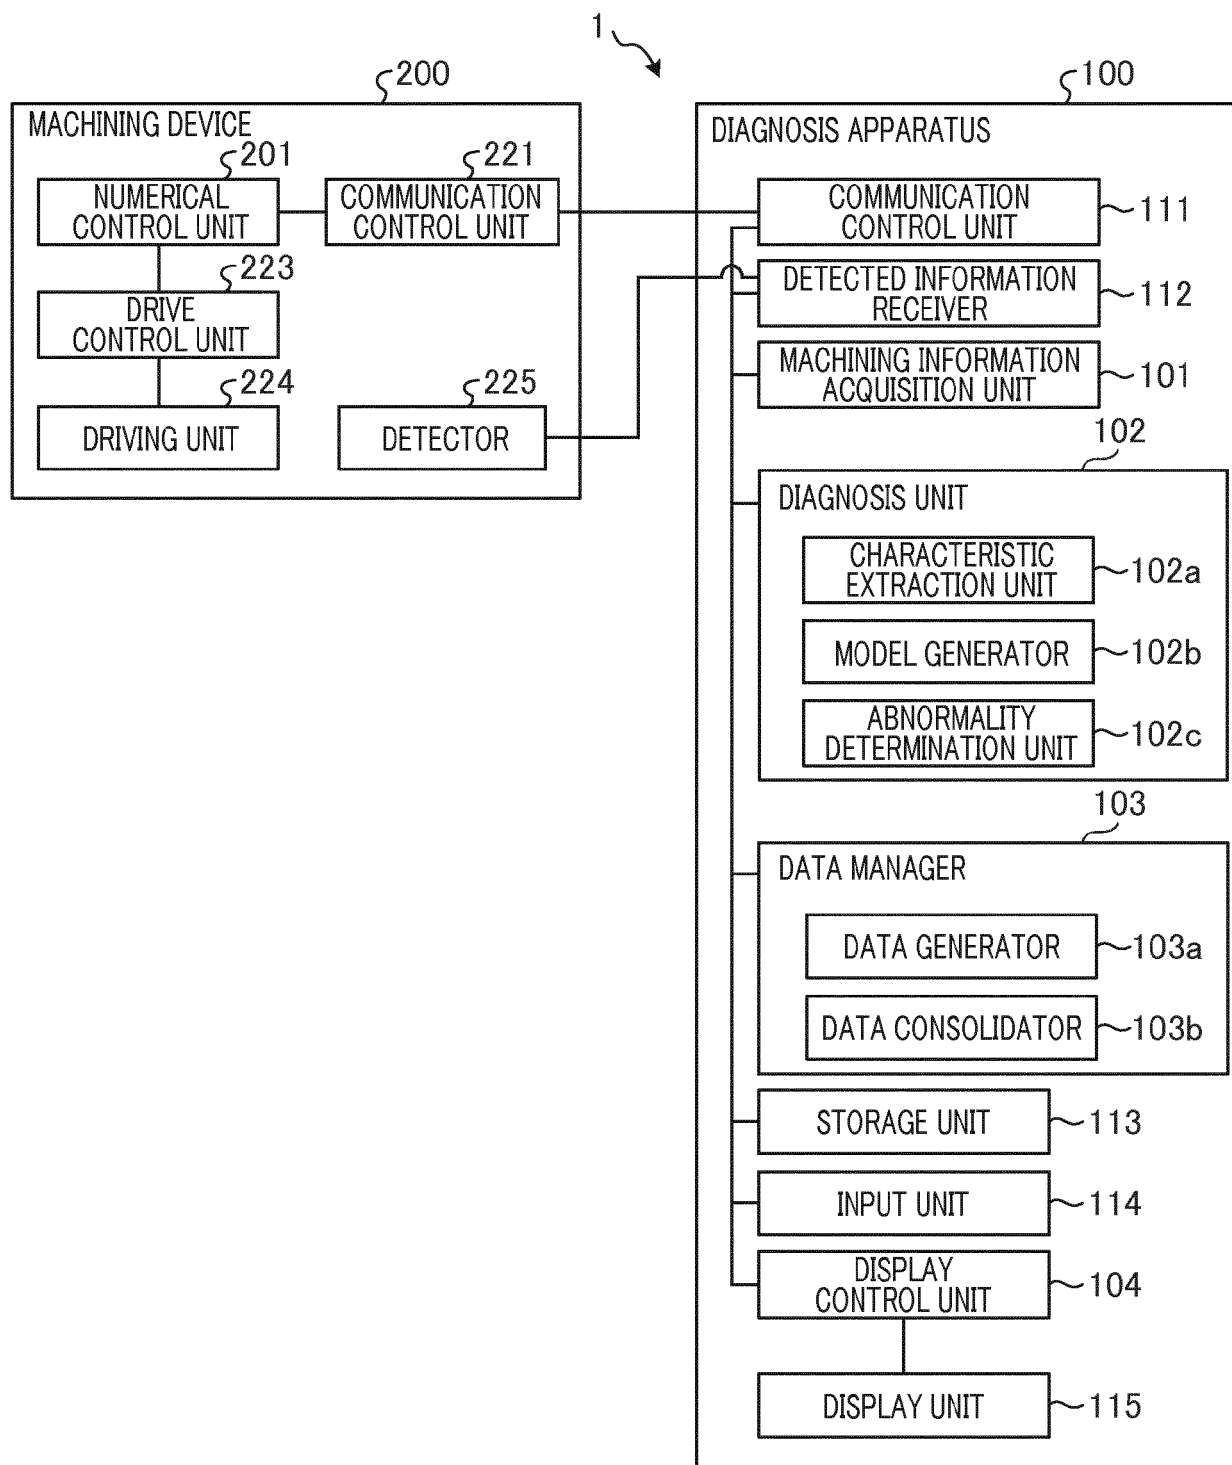 1
200
MACHINING DEVICE
201
NUMERICAL
CONTROL UNIT
221
COMMUNICATION
CONTROL UNIT
223
DRIVE
CONTROL UNIT
224
DRIVING UNIT
225
DETECTOR
100
DIAGNOSIS APPARATUS
COMMUNICATION
CONTROL UNIT
111
DETECTED INFORMATION
RECEIVER
112
MACHINING INFORMATION
ACQUISITION UNIT
101
102
DIAGNOSIS UNIT
CHARACTERISTIC
EXTRACTION UNIT
102a
MODEL GENERATOR
102b
ABNORMALITY
DETERMINATION UNIT
102c
103
DATA MANAGER
DATA GENERATOR
103a
DATA CONSOLIDATOR
103b
STORAGE UNIT
113
INPUT UNIT
114
DISPLAY
CONTROL UNIT
104
DISPLAY UNIT
115